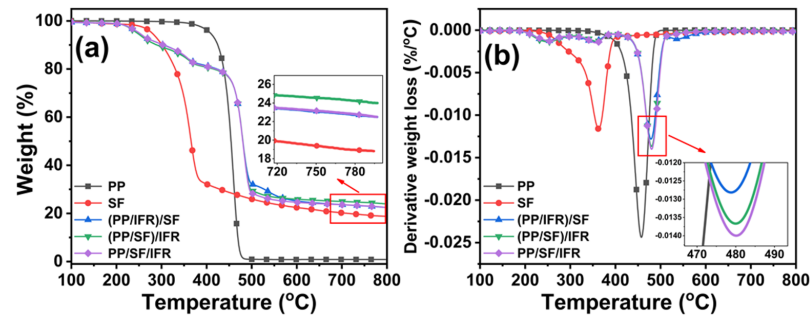 (a)
Weight (%)
100
80
60
40
20
0
26
24
22
20
18
720
750
780
PP
SF
(PP/IFR)/SF
(PP/SF)/IFR
PP/SF/IFR
100 200 300 400 500 600 700 800
Temperature (°C)
(b)
Derivative weight loss (%/°C)
0.000
-0.005
-0.010
-0.015
-0.020
-0.025
-0.0120
-0.0125
-0.0130
-0.0135
-0.0140
470 480 490
PP
SF
(PP/IFR)/SF
(PP/SF)/IFR
PP/SF/IFR
100 200 300 400 500 600 700 800
Temperature (°C)